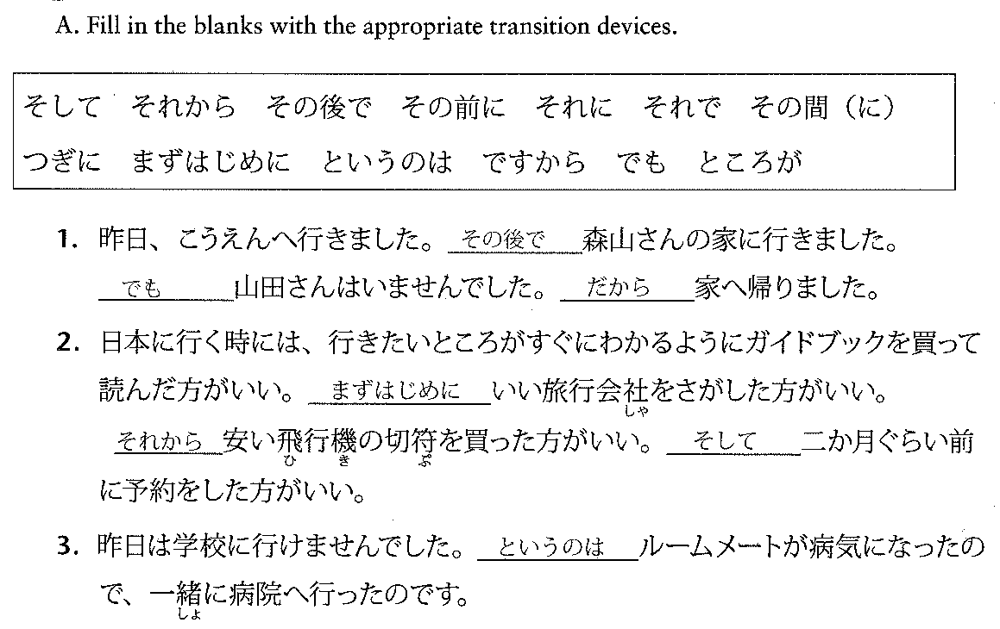 A. Fill in the blanks with the appropriate transition devices.
そして それから その後で その前に それに それで その間（に）
つぎに まずはじめに というのは ですから でも ところが
1. 昨日、こうえんへ行きました。その後で森山さんの家に行きました。
でも山田さんはいませんでした。だから家へ帰りました。
2. 日本に行く時には、行きたいところがすぐにわかるようにガイドブックを買って
読んだ方がいい。まずはじめにいい旅行会社をさがした方がいい。
しゃ
それから安い飛行機の切符を買った方がいい。そして二か月ぐらい前
ひ き ぷ
に予約をした方がいい。
3. 昨日は学校に行けませんでした。というのはルームメートが病気になったの
で、一緒に病院へ行ったのです。
しょ